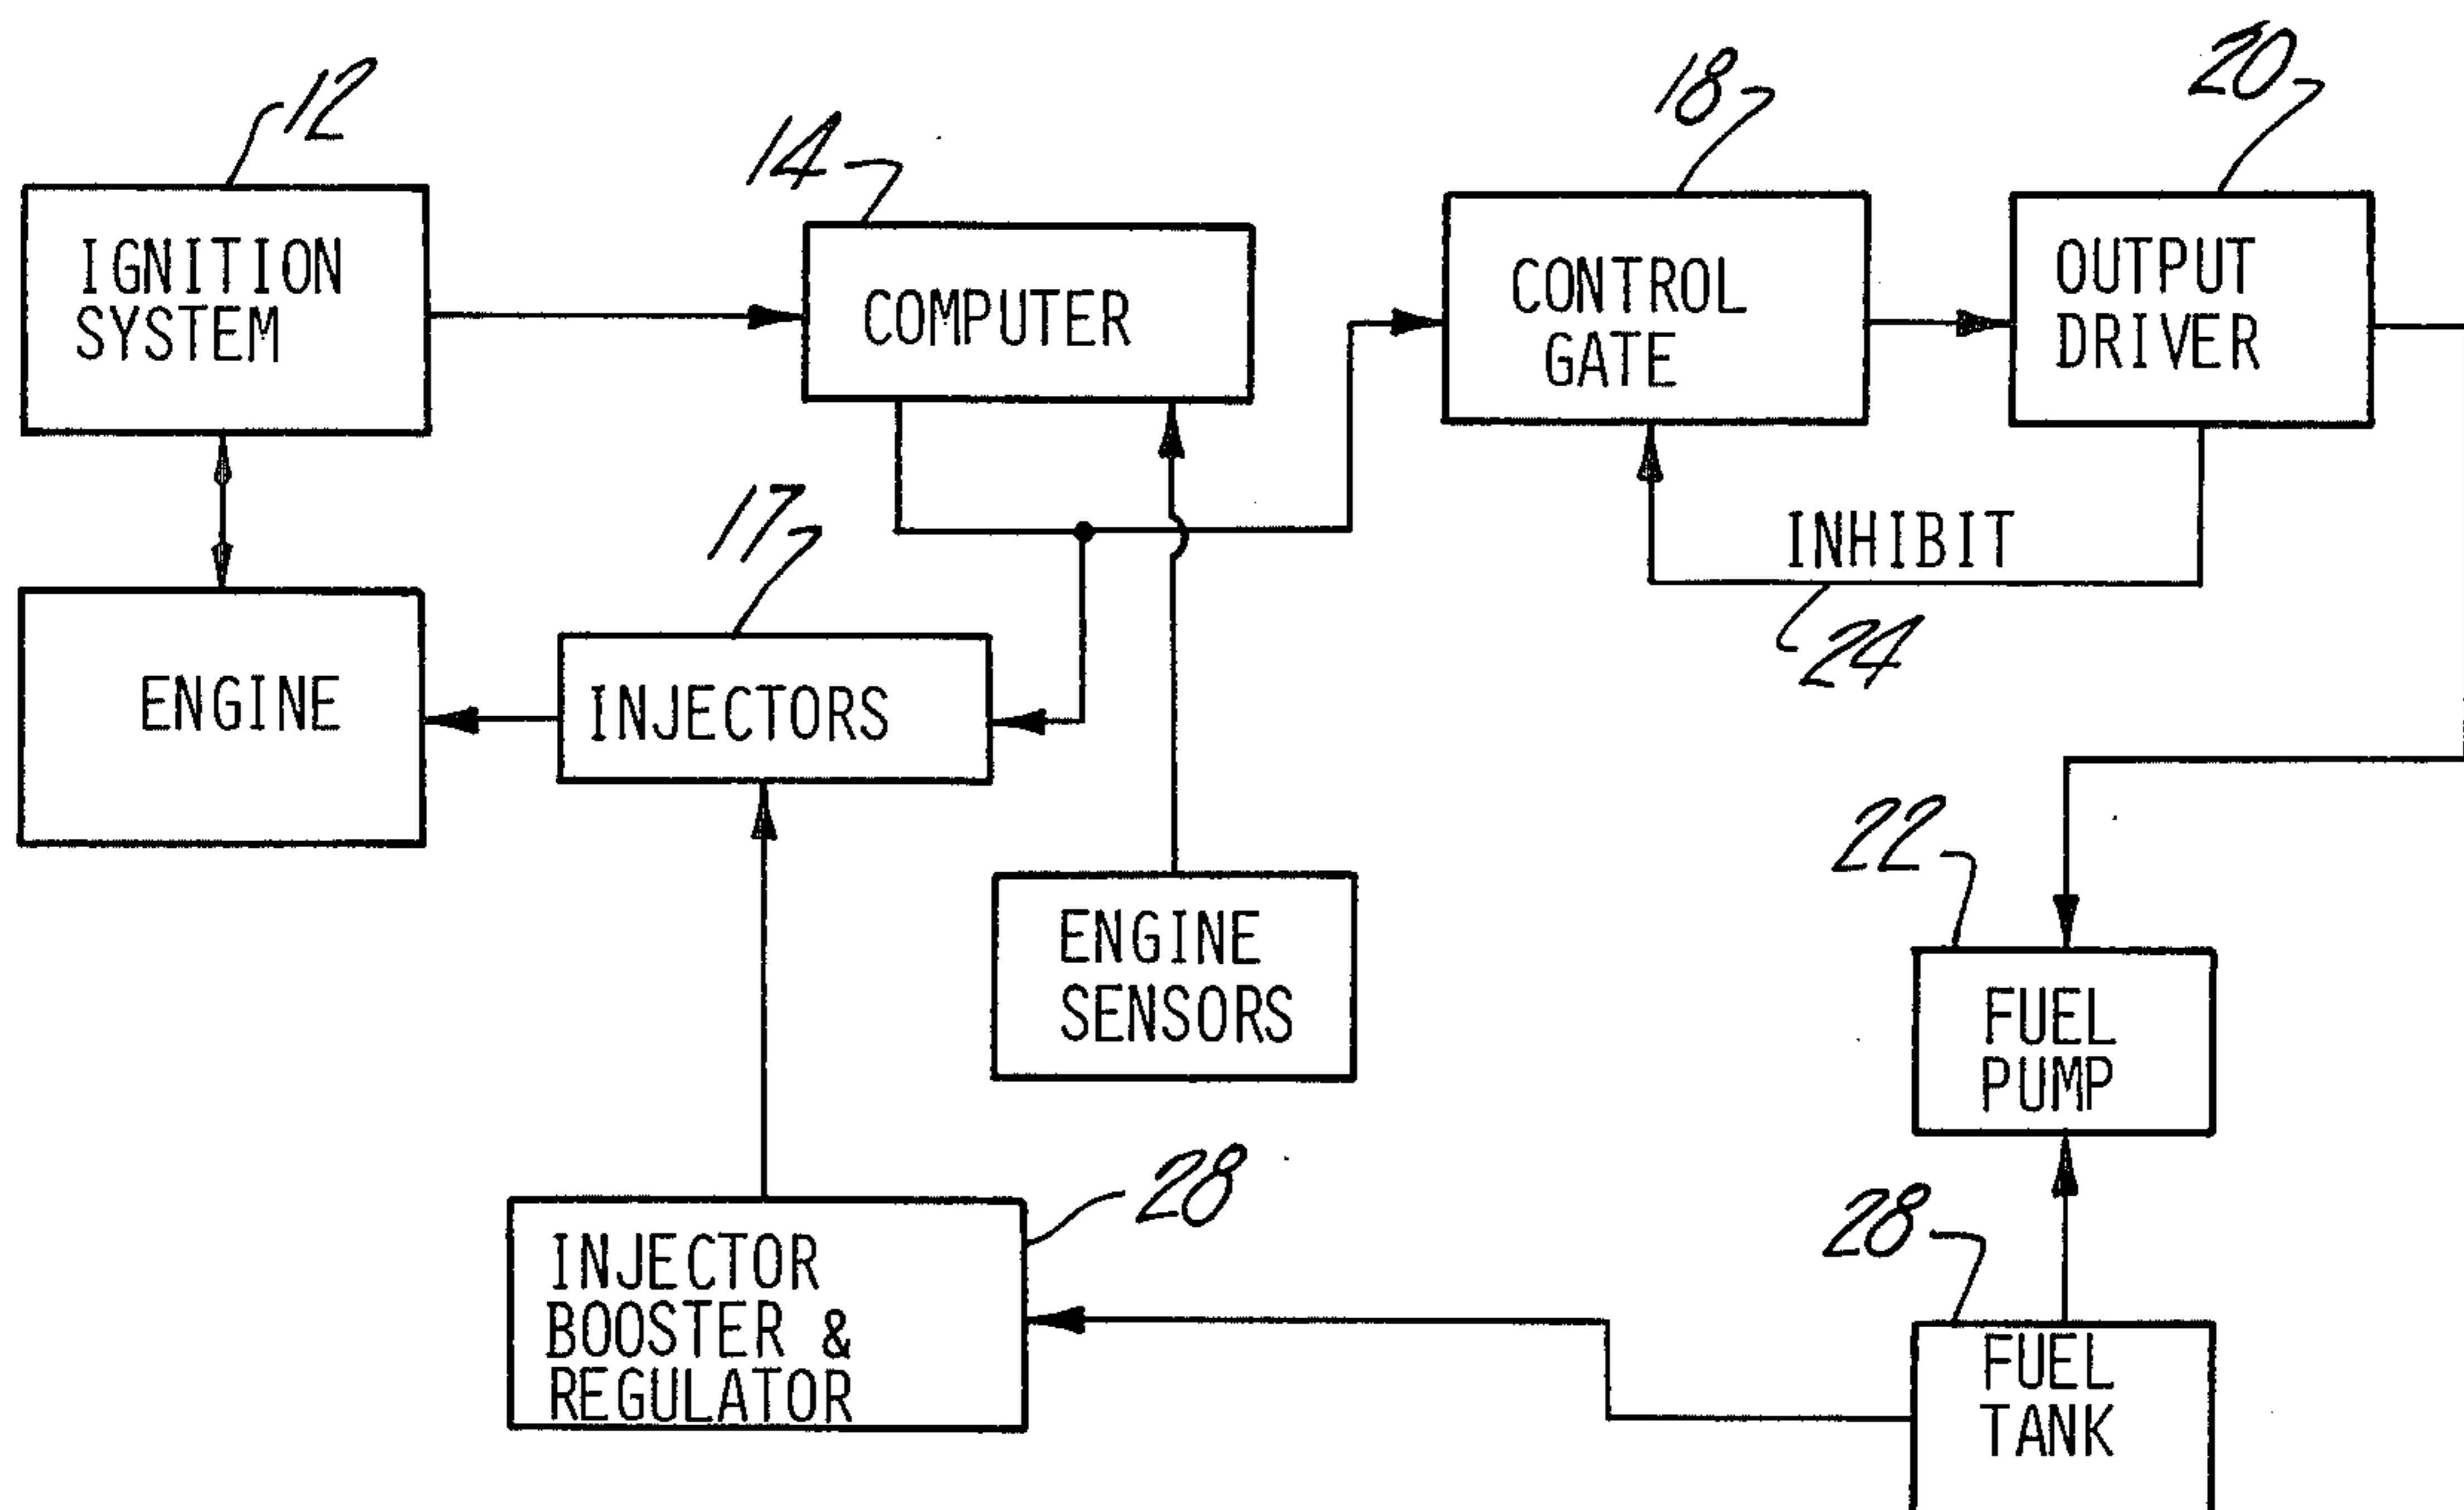 12
14
18
20
IGNITION
SYSTEM
COMPUTER
CONTROL
GATE
OUTPUT
DRIVER
INHIBIT
24
17
ENGINE
INJECTORS
22
ENGINE
SENSORS
FUEL
PUMP
28
INJECTOR
BOOSTER &
REGULATOR
28
FUEL
TANK